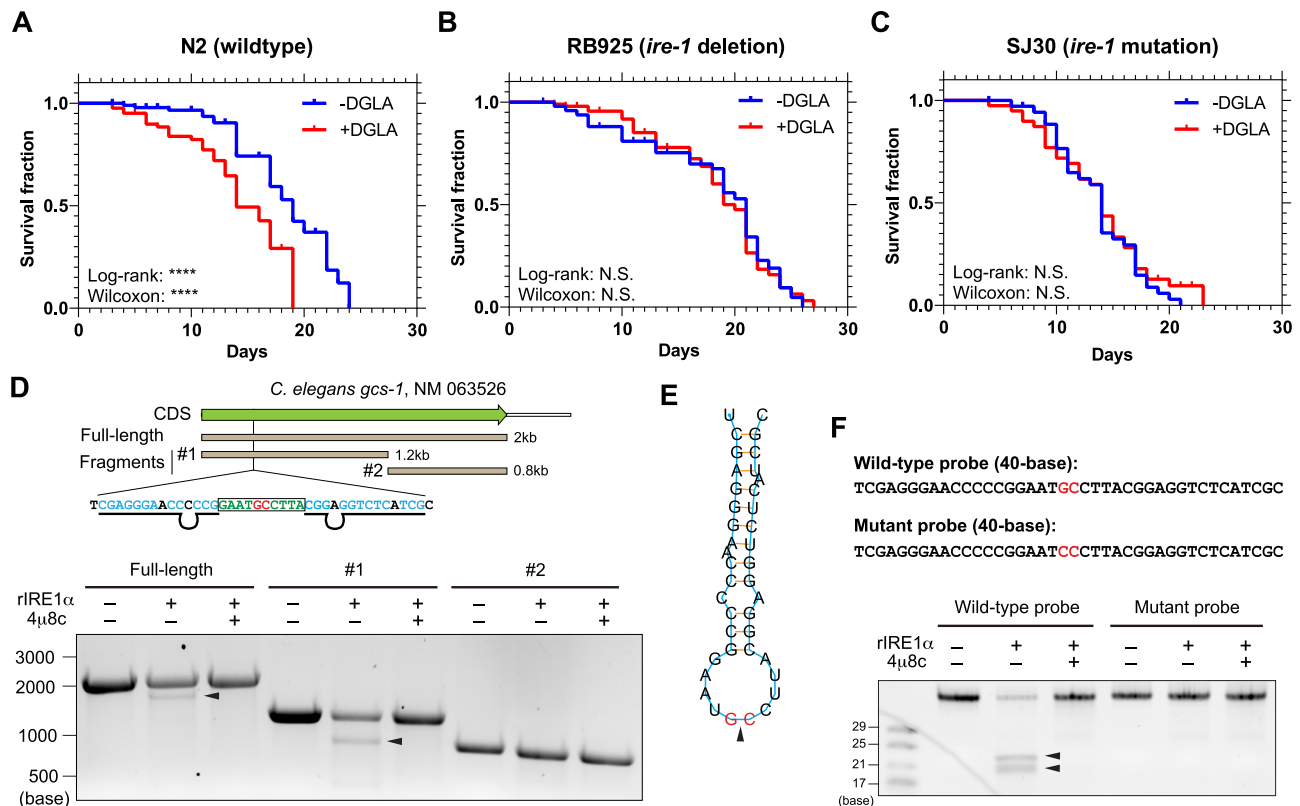 A
N2 (wildtype)
Survival fraction
1.0
0.5
0.0
-DGLA
+DGLA
Log-rank: ****
Wilcoxon: ****
0 10 20 30
Days
B
RB925 (ire-1 deletion)
Survival fraction
1.0
0.5
0.0
-DGLA
+DGLA
Log-rank: N.S.
Wilcoxon: N.S.
0 10 20 30
Days
C
SJ30 (ire-1 mutation)
Survival fraction
1.0
0.5
0.0
-DGLA
+DGLA
Log-rank: N.S.
Wilcoxon: N.S.
0 10 20 30
Days
D
C. elegans gcs-1, NM 063526
CDS
Full-length 2kb
Fragments #1 1.2kb
#2 0.8kb
TCGAGGGAACCCCCGGAATGCCTTACGGAGGTCTCATCGC
Full-length #1 #2
rIRE1α – + + – + + – + +
4μ8c – – + – – + – – +
3000
2000
1000
500
(base)
E
U C G A G G G A A C C C C C G G A A U G C C U U A C G G A G G U C U C A U C G C
F
Wild-type probe (40-base):
TCGAGGGAACCCCCGGAATGCCTTACGGAGGTCTCATCGC
Mutant probe (40-base):
TCGAGGGAACCCCCGGAATCCCTTACGGAGGTCTCATCGC
Wild-type probe Mutant probe
rIRE1α – + + – + +
4μ8c – – + – – +
29
25
21
17
(base)